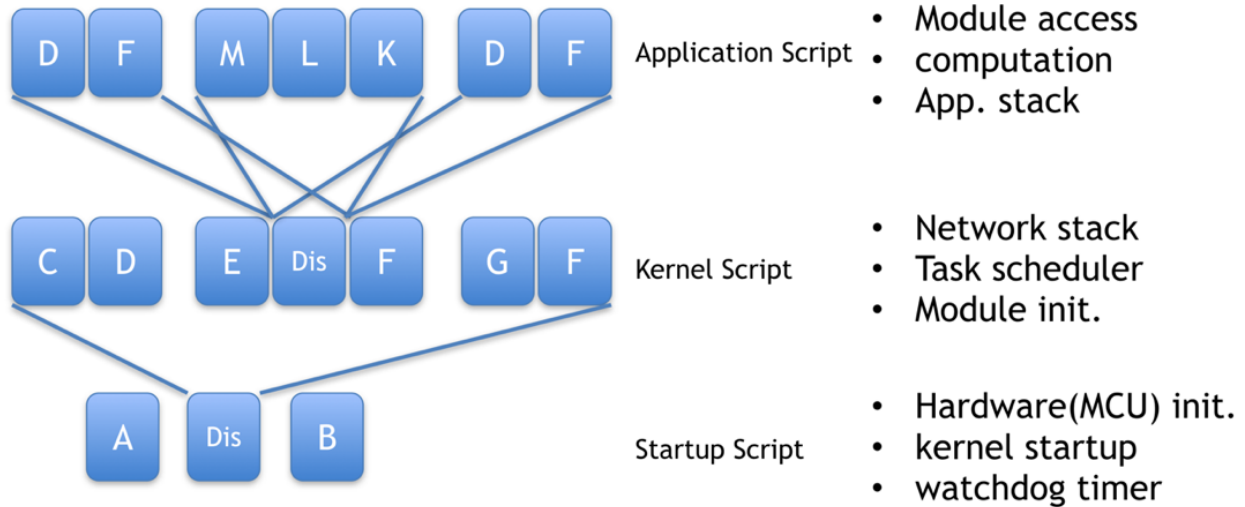 D F M L K D F Application Script
• Module access
• computation
• App. stack
C D E Dis F G F Kernel Script
• Network stack
• Task scheduler
• Module init.
A Dis B Startup Script
• Hardware(MCU) init.
• kernel startup
• watchdog timer